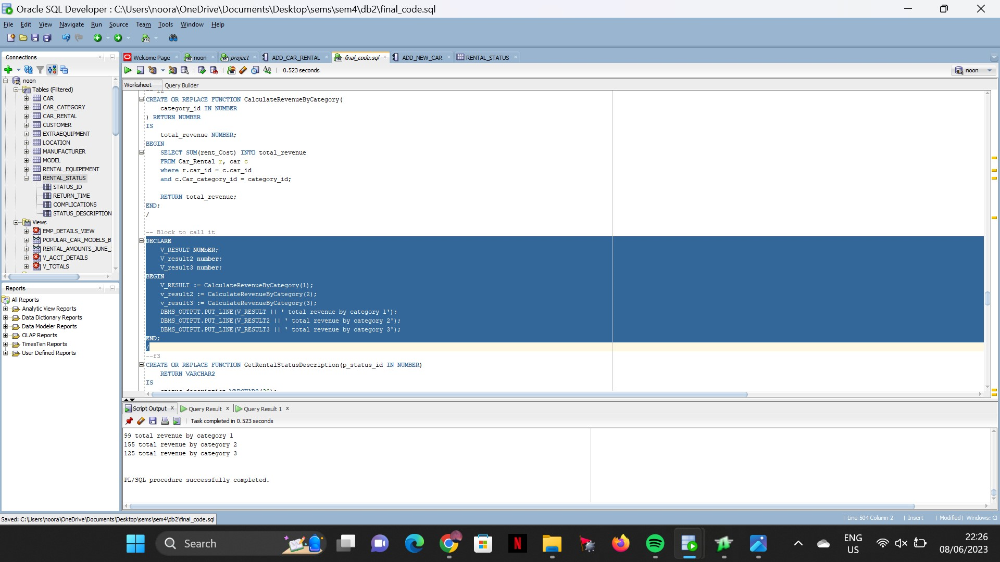 Oracle SQL Developer : C:\Users\noora\OneDrive\Documents\Desktop\sems\sem4\db2\final_code.sql
File Edit View Navigate Run Source Team Tools Window Help
Connections
noon
Tables (Filtered)
CAR
CAR_CATEGORY
CAR_RENTAL
CUSTOMER
EXTRAEQUIPMENT
LOCATION
MANUFACTURER
MODEL
RENTAL_EQUIPEMENT
RENTAL_STATUS
STATUS_ID
RETURN_TIME
COMPLICATIONS
STATUS_DESCRIPTION
Views
EMP_DETAILS_VIEW
POPULAR_CAR_MODELS_B
RENTAL_AMOUNTS_JUNE_
V_ACCT_DETAILS
V_TOTALS
Reports
All Reports
Analytic View Reports
Data Dictionary Reports
Data Modeler Reports
OLAP Reports
TimesTen Reports
User Defined Reports
Welcome Page noon project ADD_CAR_RENTAL final_code.sql ADD_NEW_CAR RENTAL_STATUS
0.523 seconds
noon
Worksheet Query Builder
CREATE OR REPLACE FUNCTION CalculateRevenueByCategory(
category_id IN NUMBER
) RETURN NUMBER
IS
total_revenue NUMBER;
BEGIN
SELECT SUM(rent_Cost) INTO total_revenue
FROM Car_Rental r, car c
where r.car_id = c.car_id
and c.Car_category_id = category_id;
RETURN total_revenue;
END;
/
-- Block to call it
DECLARE
V_RESULT NUMbER;
V_result2 number;
V_result3 number;
BEGIN
V_RESULT := CalculateRevenueByCategory(1);
v_result2 := CalculateRevenueByCategory(2);
v_result3 := CalculateRevenueByCategory(3);
DBMS_OUTPUT.PUT_LINE(V_RESULT || ' total revenue by category 1');
DBMS_OUTPUT.PUT_LINE(V_RESULT2 || ' total revenue by category 2');
DBMS_OUTPUT.PUT_LINE(V_RESULT3 || ' total revenue by category 3');
END;
/
--f3
CREATE OR REPLACE FUNCTION GetRentalStatusDescription(p_status_id IN NUMBER)
RETURN VARCHAR2
IS
Script Output Query Result Query Result 1
Task completed in 0.523 seconds
99 total revenue by category 1
155 total revenue by category 2
125 total revenue by category 3
PL/SQL procedure successfully completed.
Saved: C:\Users\noora\OneDrive\Documents\Desktop\sems\sem4\db2\final_code.sql
Line 504 Column 2 Insert Modified Windows:
Search
ENG
US
22:26
08/06/2023